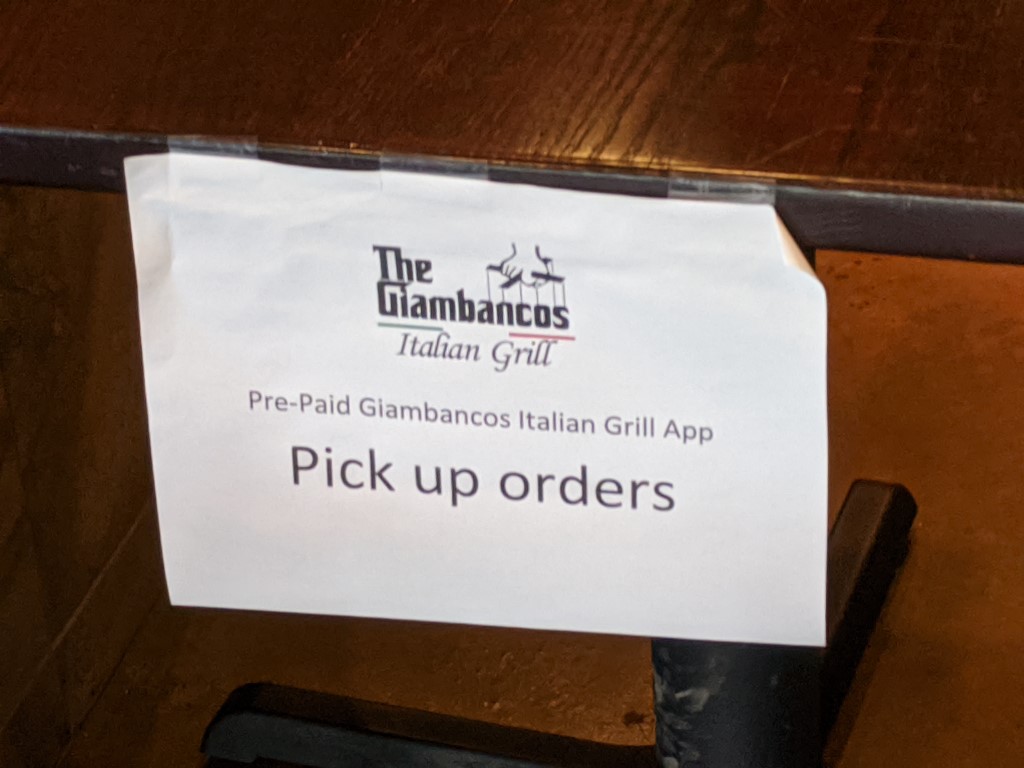 The
Giambancos
Italian Grill
Pre-Paid Giambancos Italian Grill App
Pick up orders